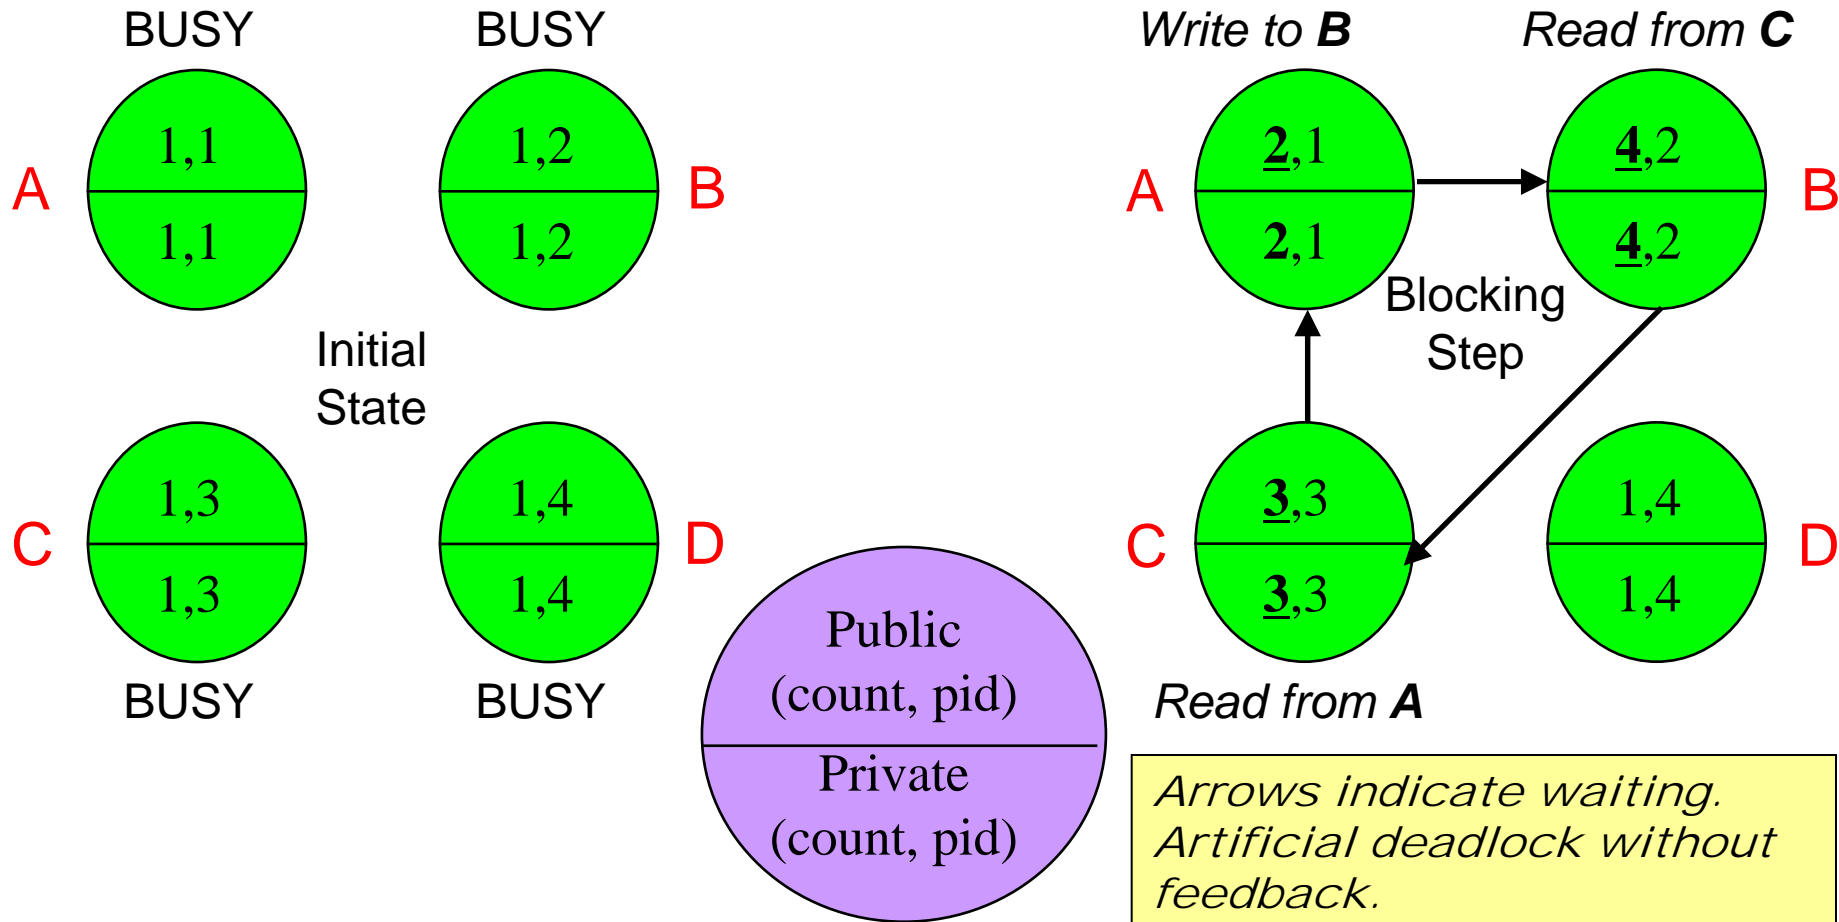 BUSY BUSY
A 1,1 1,2 B
1,1 1,2
Initial
State
C 1,3 1,4 D
1,3 1,4
BUSY BUSY
Public
(count, pid)
Private
(count, pid)
Write to B Read from C
A 2,1 4,2 B
2,1 4,2
Blocking
Step
C 3,3 1,4 D
3,3 1,4
Read from A
Arrows indicate waiting.
Artificial deadlock without
feedback.